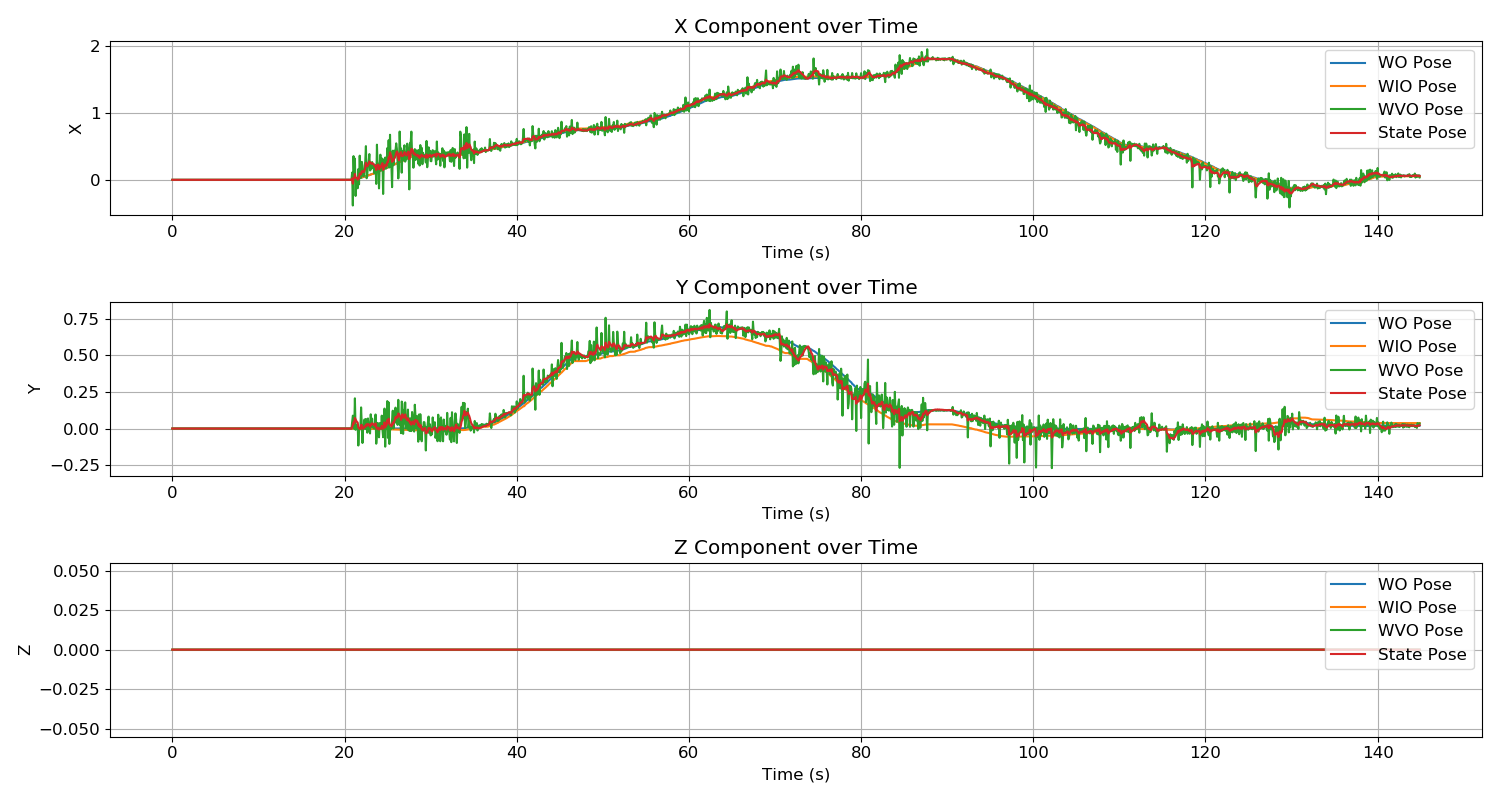 X Component over Time
2
1
0
X
WO Pose
WIO Pose
WVO Pose
State Pose
0 20 40 60 80 100 120 140
Time (s)
Y Component over Time
0.75
0.50
0.25
0.00
−0.25
Y
WO Pose
WIO Pose
WVO Pose
State Pose
0 20 40 60 80 100 120 140
Time (s)
Z Component over Time
0.050
0.025
0.000
−0.025
−0.050
Z
WO Pose
WIO Pose
WVO Pose
State Pose
0 20 40 60 80 100 120 140
Time (s)